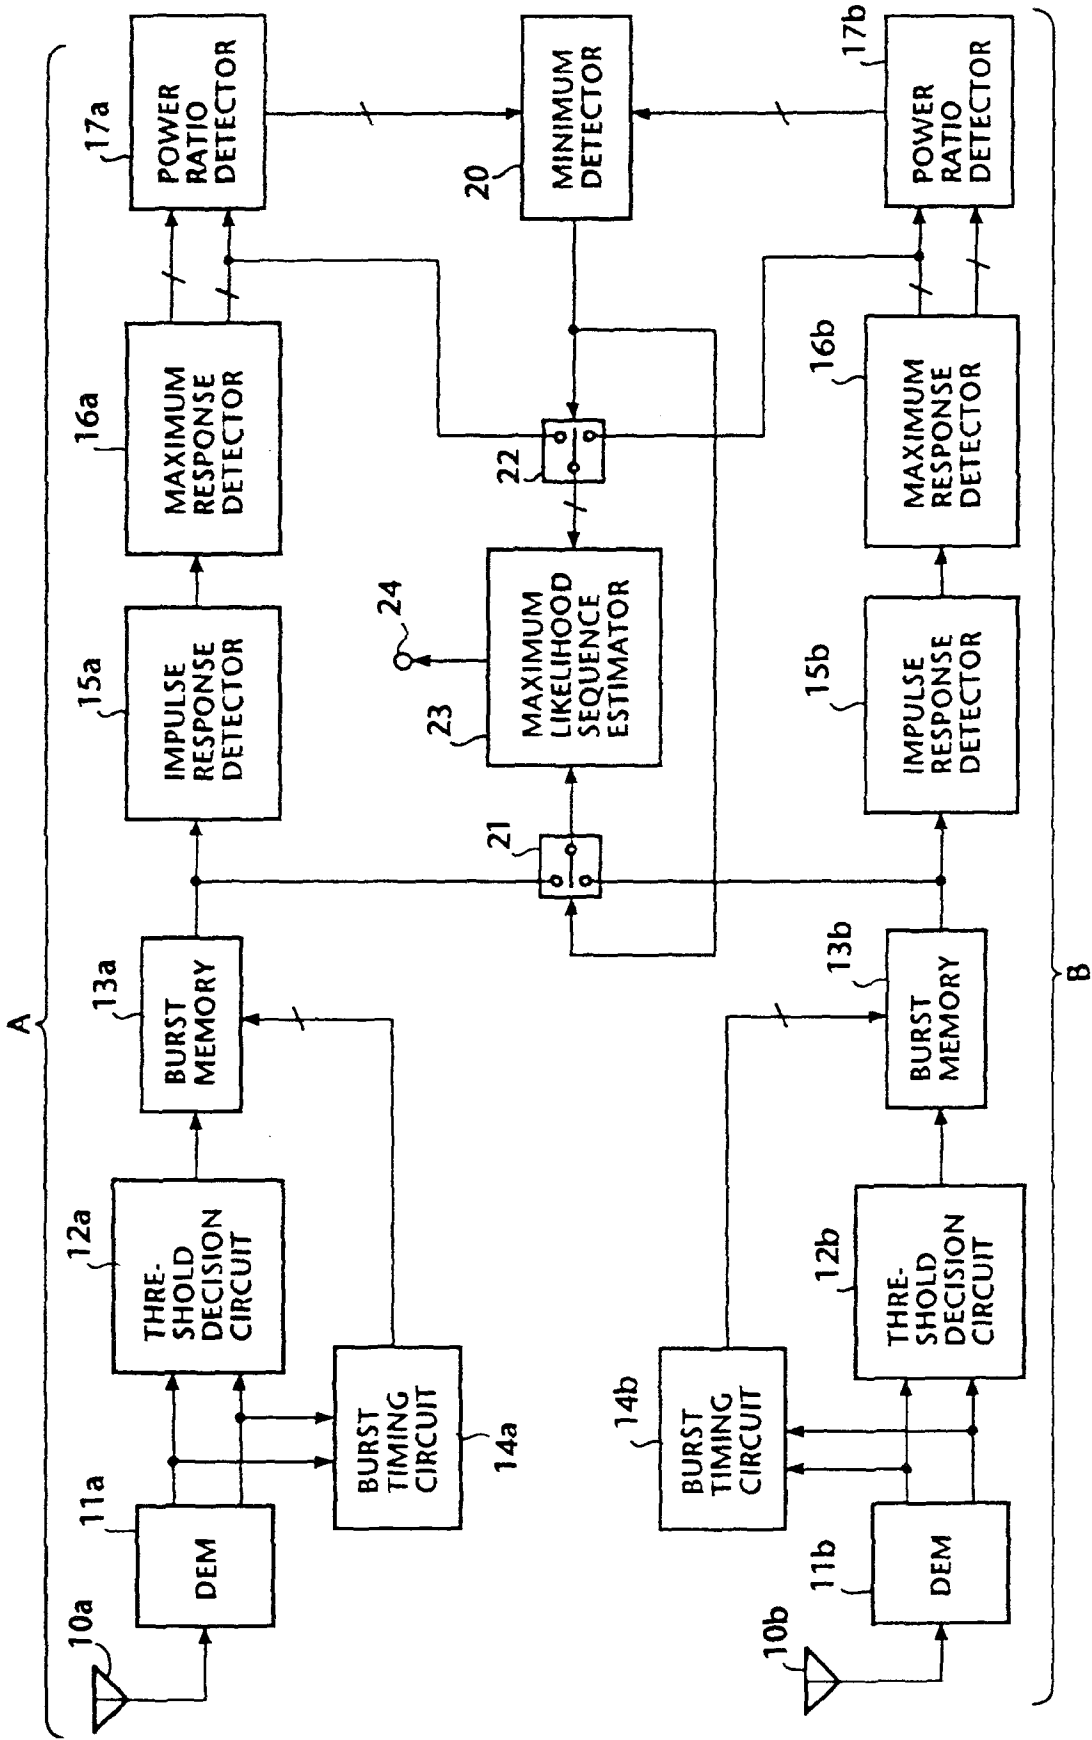 A
10a
11a
DEM
12a
THRE-
SHOLD
DECISION
CIRCUIT
13a
BURST
MEMORY
14a
BURST
TIMING
CIRCUIT
15a
IMPULSE
RESPONSE
DETECTOR
16a
MAXIMUM
RESPONSE
DETECTOR
17a
POWER
RATIO
DETECTOR
20
MINIMUM
DETECTOR
21
22
23
MAXIMUM
LIKELIHOOD
SEQUENCE
ESTIMATOR
24
10b
11b
DEM
12b
THRE-
SHOLD
DECISION
CIRCUIT
13b
BURST
MEMORY
14b
BURST
TIMING
CIRCUIT
15b
IMPULSE
RESPONSE
DETECTOR
16b
MAXIMUM
RESPONSE
DETECTOR
17b
POWER
RATIO
DETECTOR
B